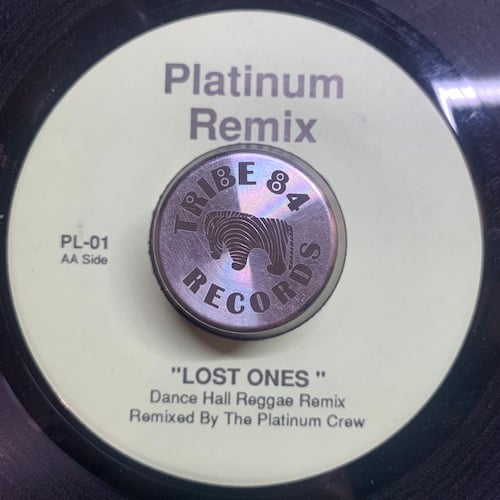 Platinum
Remix
TRIBE 84
RECORDS
PL-01
AA Side
"LOST ONES "
Dance Hall Reggae Remix
Remixed By The Platinum Crew